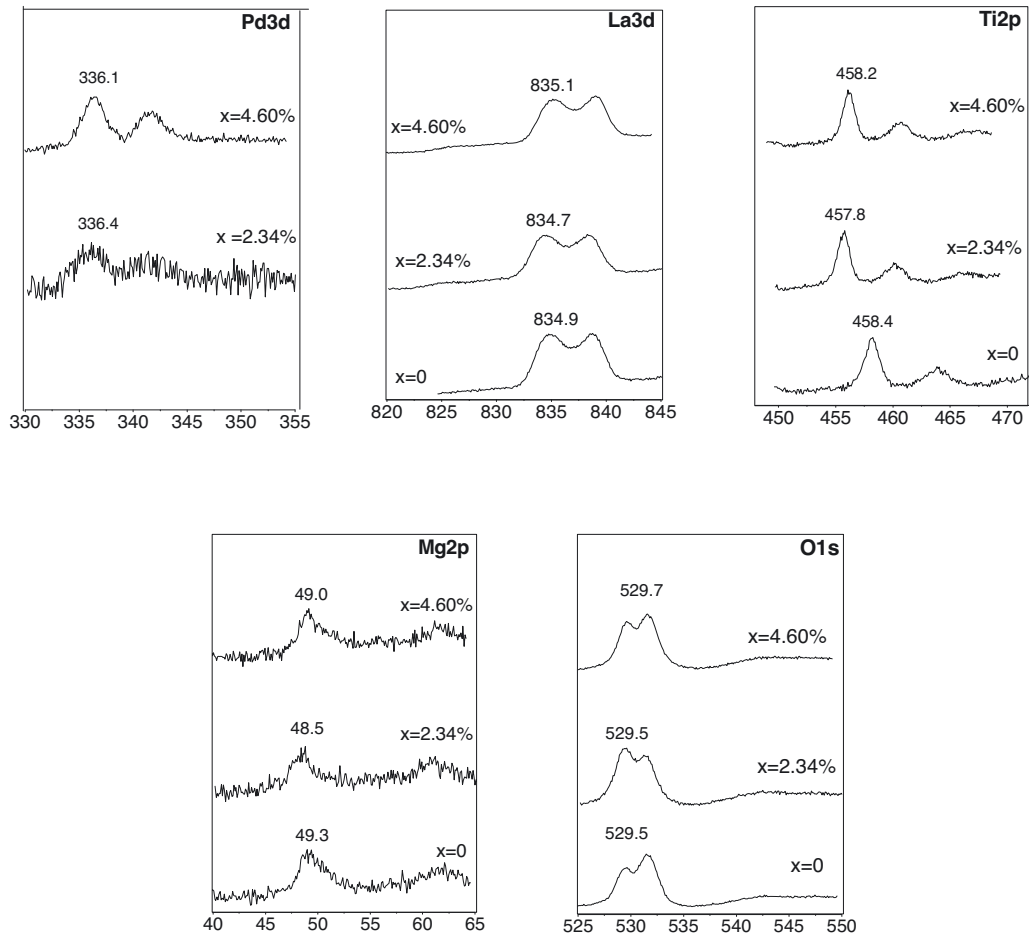 Pd3d
336.1
x=4.60%
336.4
x =2.34%
330 335 340 345 350 355
La3d
835.1
x=4.60%
834.7
x=2.34%
834.9
x=0
820 825 830 835 840 845
Ti2p
458.2
x=4.60%
457.8
x=2.34%
458.4
x=0
450 455 460 465 470
Mg2p
49.0
x=4.60%
48.5
x=2.34%
49.3
x=0
40 45 50 55 60 65
O1s
529.7
x=4.60%
529.5
x=2.34%
529.5
x=0
525 530 535 540 545 550